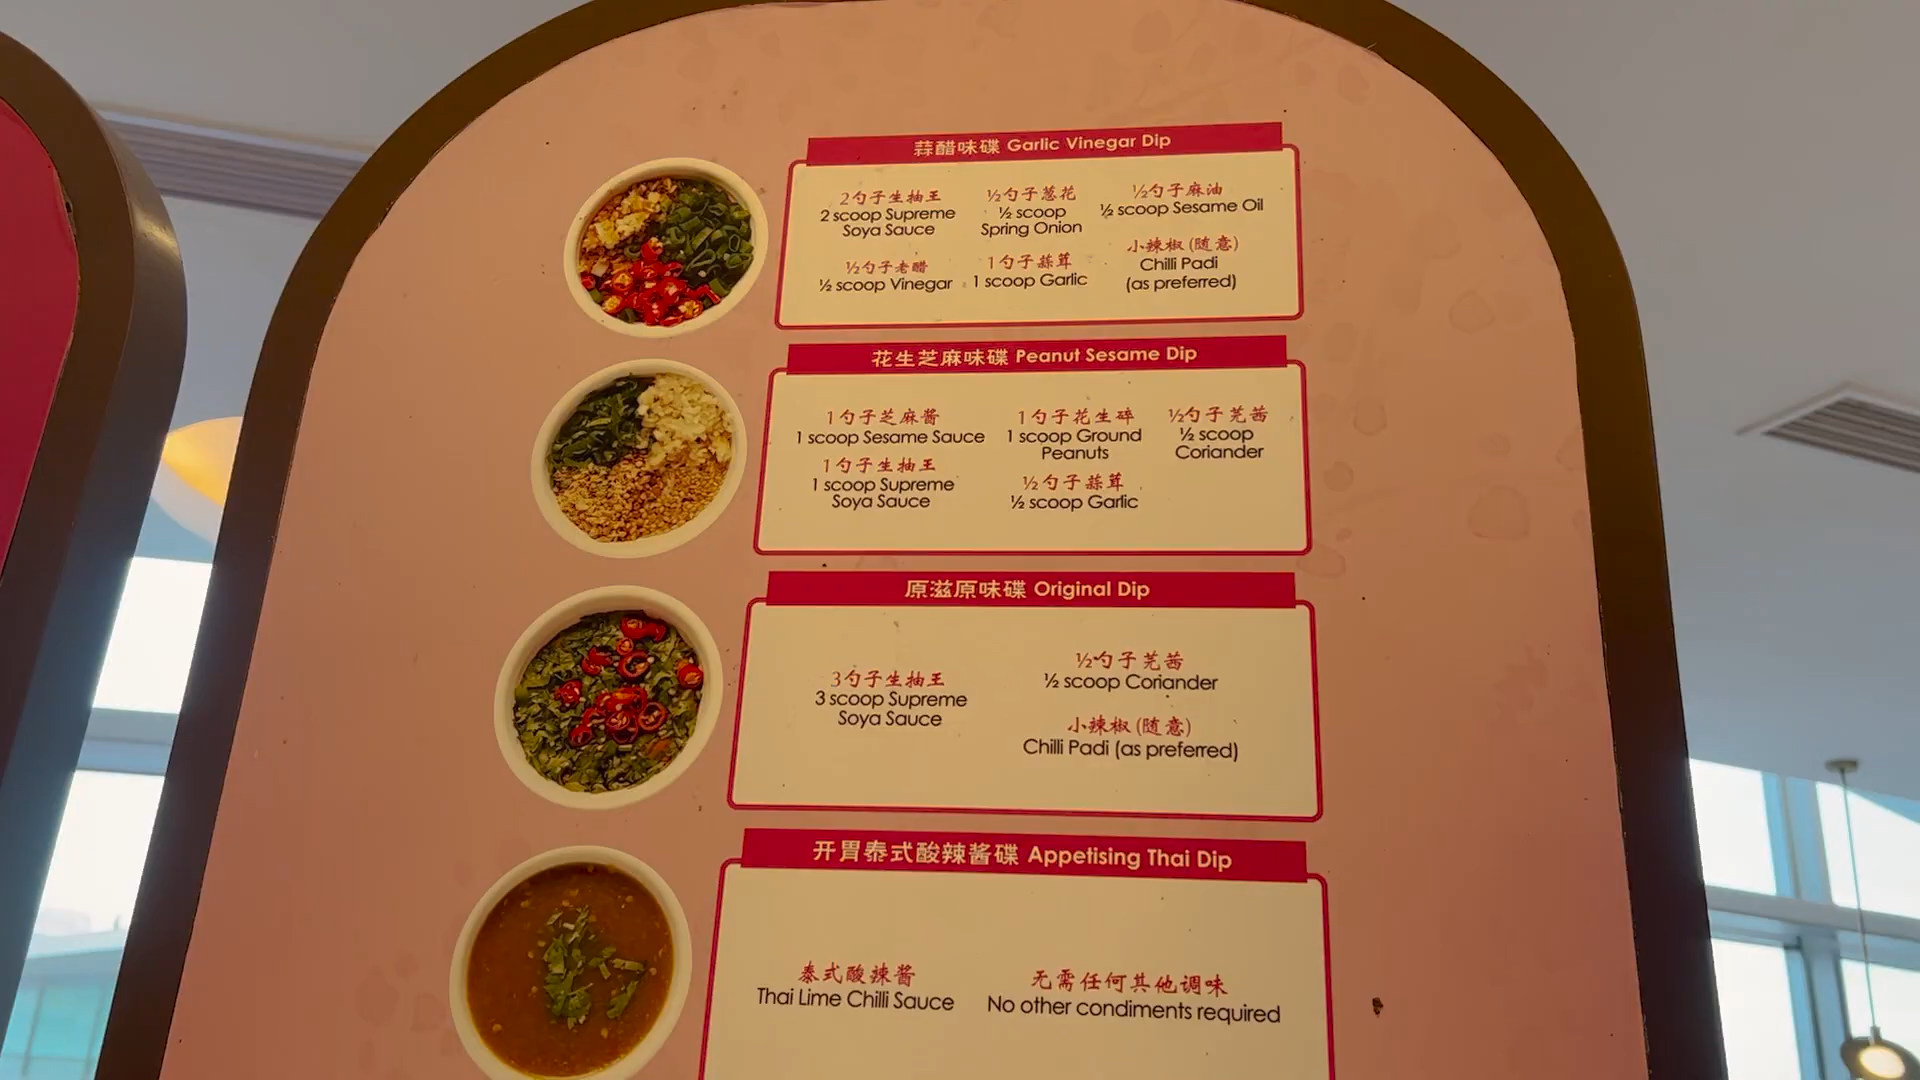 蒜醋味碟 Garlic Vinegar Dip
2勺子生抽王
2 scoop Supreme
Soya Sauce
½勺子葱花
½ scoop
Spring Onion
½勺子麻油
½ scoop Sesame Oil
½勺子老醋
½ scoop Vinegar
1勺子蒜茸
1 scoop Garlic
小辣椒(随意)
Chilli Padi
(as preferred)
花生芝麻味碟 Peanut Sesame Dip
1勺子芝麻酱
1 scoop Sesame Sauce
1勺子花生碎
1 scoop Ground
Peanuts
½勺子芫茜
½ scoop
Coriander
1勺子生抽王
1 scoop Supreme
Soya Sauce
½勺子蒜茸
½ scoop Garlic
原滋原味碟 Original Dip
3勺子生抽王
3 scoop Supreme
Soya Sauce
½勺子芫茜
½ scoop Coriander
小辣椒(随意)
Chilli Padi (as preferred)
开胃泰式酸辣酱碟 Appetising Thai Dip
泰式酸辣酱
Thai Lime Chilli Sauce
无需任何其他调味
No other condiments required